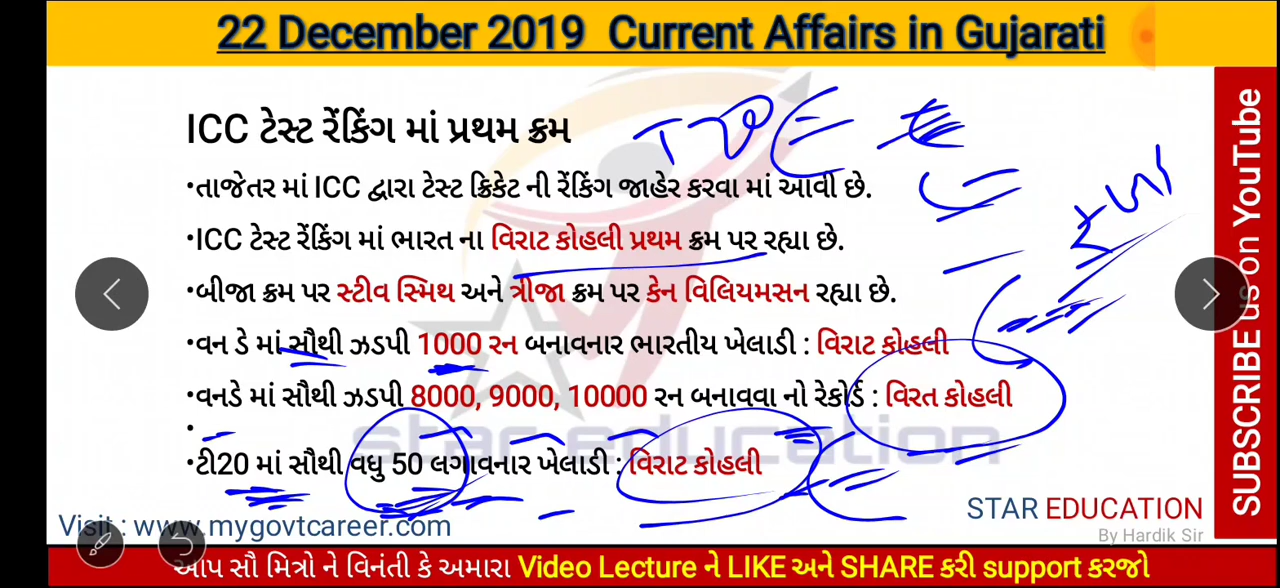 22 December 2019 Current Affairs in Gujarati
ICC ટેસ્ટ રેંકિંગ માં પ્રથમ ક્રમ
•તાજેતર માં ICC દ્વારા ટેસ્ટ ક્રિકેટ ની રેંકિંગ જાહેર કરવા માં આવી છે.
•ICC ટેસ્ટ રેંકિંગ માં ભારત ના વિરાટ કોહલી પ્રથમ ક્રમ પર રહ્યા છે.
•બીજા ક્રમ પર સ્ટીવ સ્મિથ અને ત્રીજા ક્રમ પર કેન વિલિયમસન રહ્યા છે.
•વન ડે માં સૌથી ઝડપી 1000 રન બનાવનાર ભારતીય ખેલાડી : વિરાટ કોહલી
•વનડે માં સૌથી ઝડપી 8000, 9000, 10000 રન બનાવવા નો રેકોર્ડ : વિરત કોહલી
•
•ટી20 માં સૌથી વધુ 50 લગાવનાર ખેલાડી : વિરાટ કોહલી
star education
STAR EDUCATION
Visit : www.mygovtcareer.com
By Hardik Sir
આપ સૌ મિત્રો ને વિનંતી કે અમારા Video Lecture ને LIKE અને SHARE કરી support કરજો
SUBSCRIBE us on YouTube